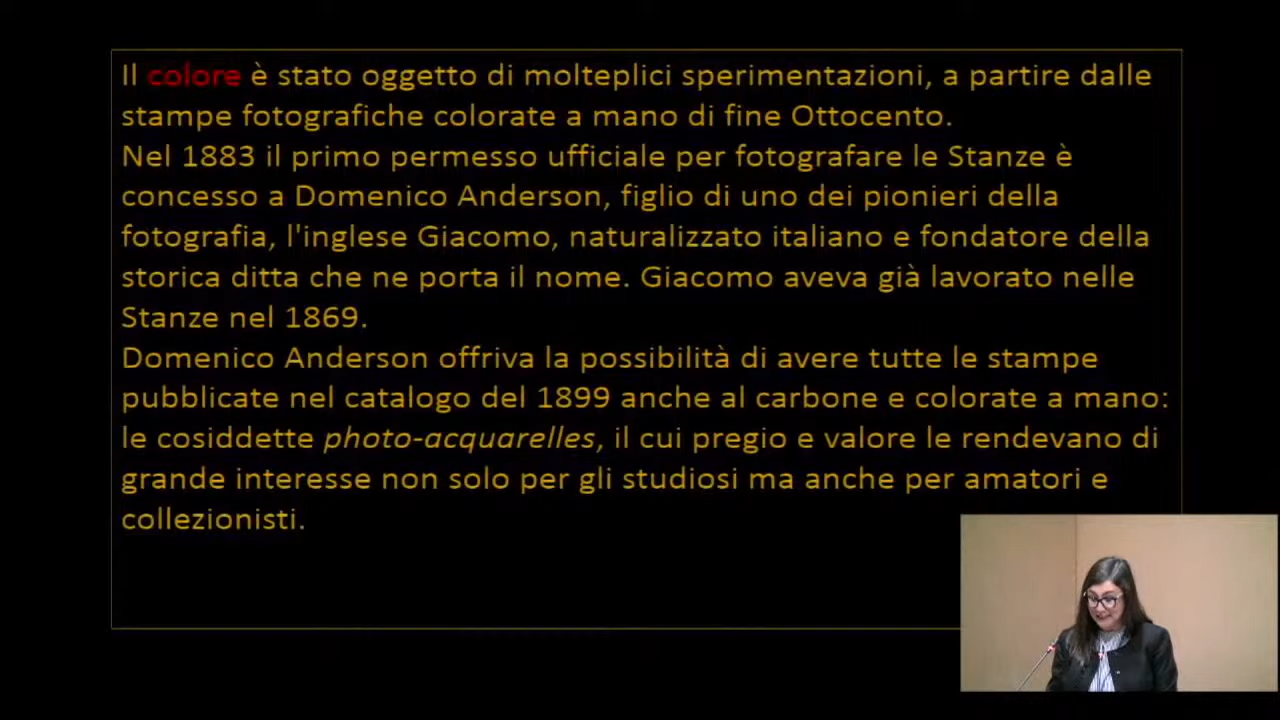 Il colore è stato oggetto di molteplici sperimentazioni, a partire dalle
stampe fotografiche colorate a mano di fine Ottocento.
Nel 1883 il primo permesso ufficiale per fotografare le Stanze è
concesso a Domenico Anderson, figlio di uno dei pionieri della
fotografia, l'inglese Giacomo, naturalizzato italiano e fondatore della
storica ditta che ne porta il nome. Giacomo aveva già lavorato nelle
Stanze nel 1869.
Domenico Anderson offriva la possibilità di avere tutte le stampe
pubblicate nel catalogo del 1899 anche al carbone e colorate a mano:
le cosiddette photo-acquarelles, il cui pregio e valore le rendevano di
grande interesse non solo per gli studiosi ma anche per amatori e
collezionisti.